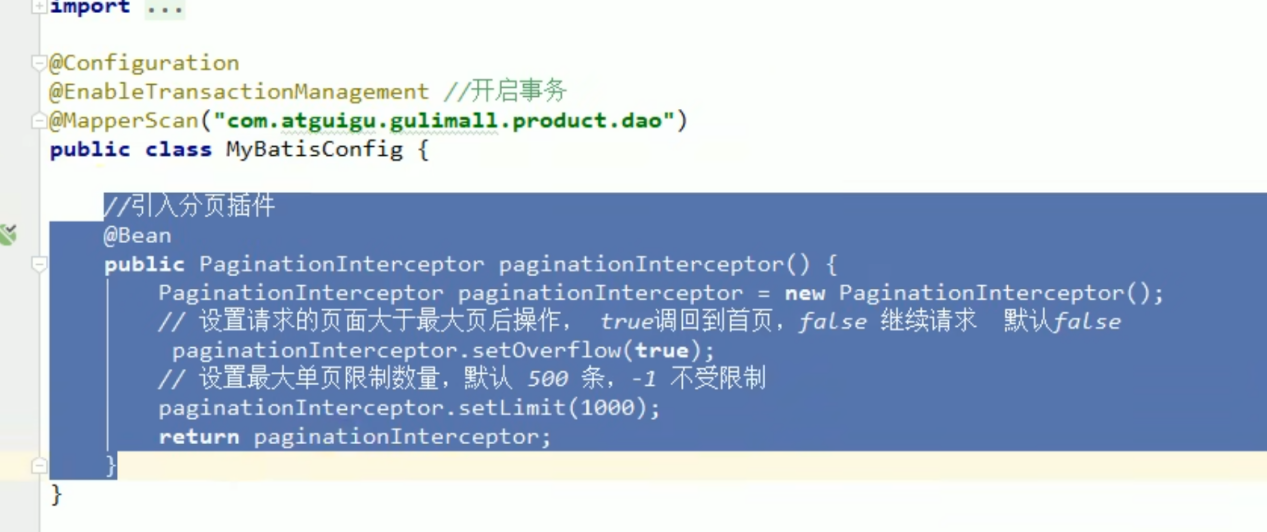 import ...
@Configuration
@EnableTransactionManagement //开启事务
@MapperScan("com.atguigu.gulimall.product.dao")
public class MyBatisConfig {
//引入分页插件
@Bean
public PaginationInterceptor paginationInterceptor() {
PaginationInterceptor paginationInterceptor = new PaginationInterceptor();
// 设置请求的页面大于最大页后操作， true调回到首页，false 继续请求 默认false
paginationInterceptor.setOverflow(true);
// 设置最大单页限制数量，默认 500 条，-1 不受限制
paginationInterceptor.setLimit(1000);
return paginationInterceptor;
}
}